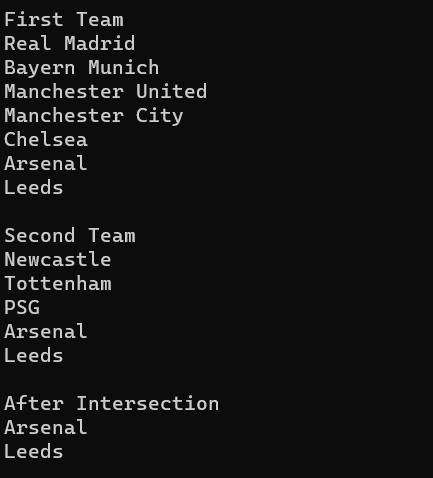 First Team
Real Madrid
Bayern Munich
Manchester United
Manchester City
Chelsea
Arsenal
Leeds

Second Team
Newcastle
Tottenham
PSG
Arsenal
Leeds

After Intersection
Arsenal
Leeds